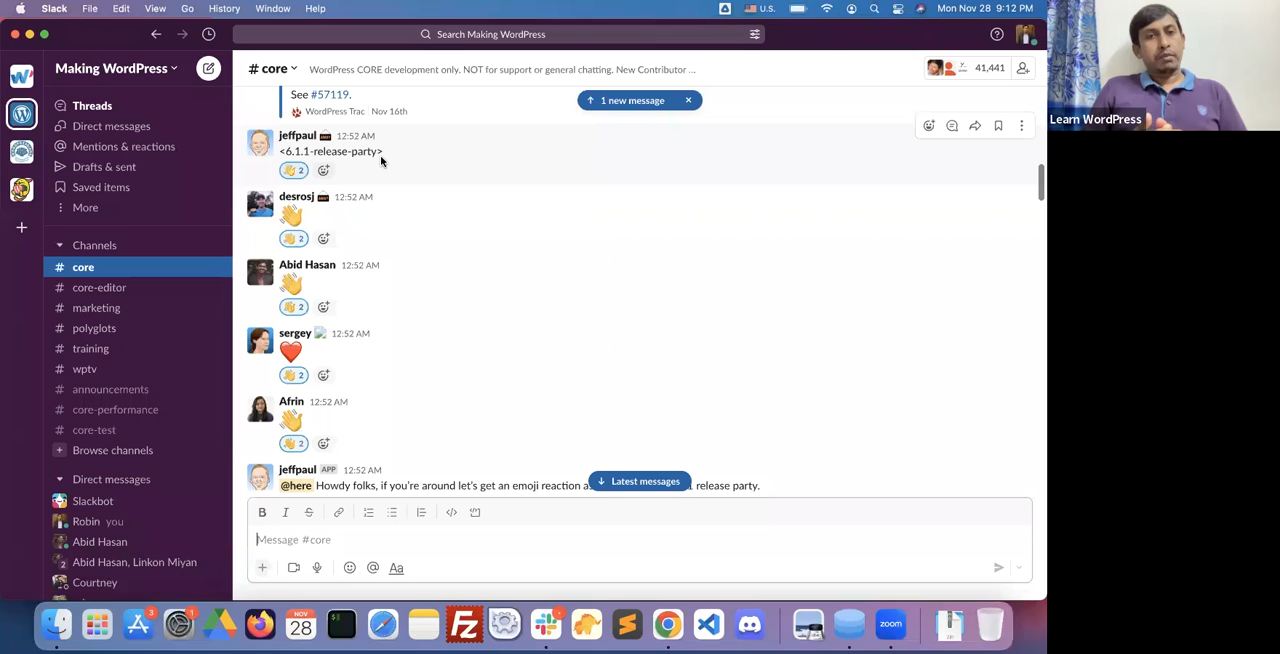 Slack File Edit View Go History Window Help
U.S. Mon Nov 28 9:12 PM
Search Making WordPress
Making WordPress
# core WordPress CORE development only. NOT for support or general chatting. New Contributor ... 41,441
Threads
Direct messages
Mentions & reactions
Drafts & sent
Saved items
More
Channels
# core
# core-editor
# marketing
# polyglots
# training
# wptv
# announcements
# core-performance
# core-test
+ Browse channels
Direct messages
Slackbot
Robin you
Abid Hasan
2 Abid Hasan, Linkon Miyan
Courtney
See #57119.
WordPress Trac Nov 16th
↑ 1 new message ×
jeffpaul 12:52 AM
<6.1.1-release-party>
2
desrosj 12:52 AM
2
Abid Hasan 12:52 AM
2
sergey 12:52 AM
2
Afrin 12:52 AM
2
jeffpaul APP 12:52 AM
@here Howdy folks, if you're around let's get an emoji reaction a
release party.
↓ Latest messages
B I S
Message #core
+ @ Aa
Learn WordPress
3
1
NOV
28
Fz
zoom
ZIP